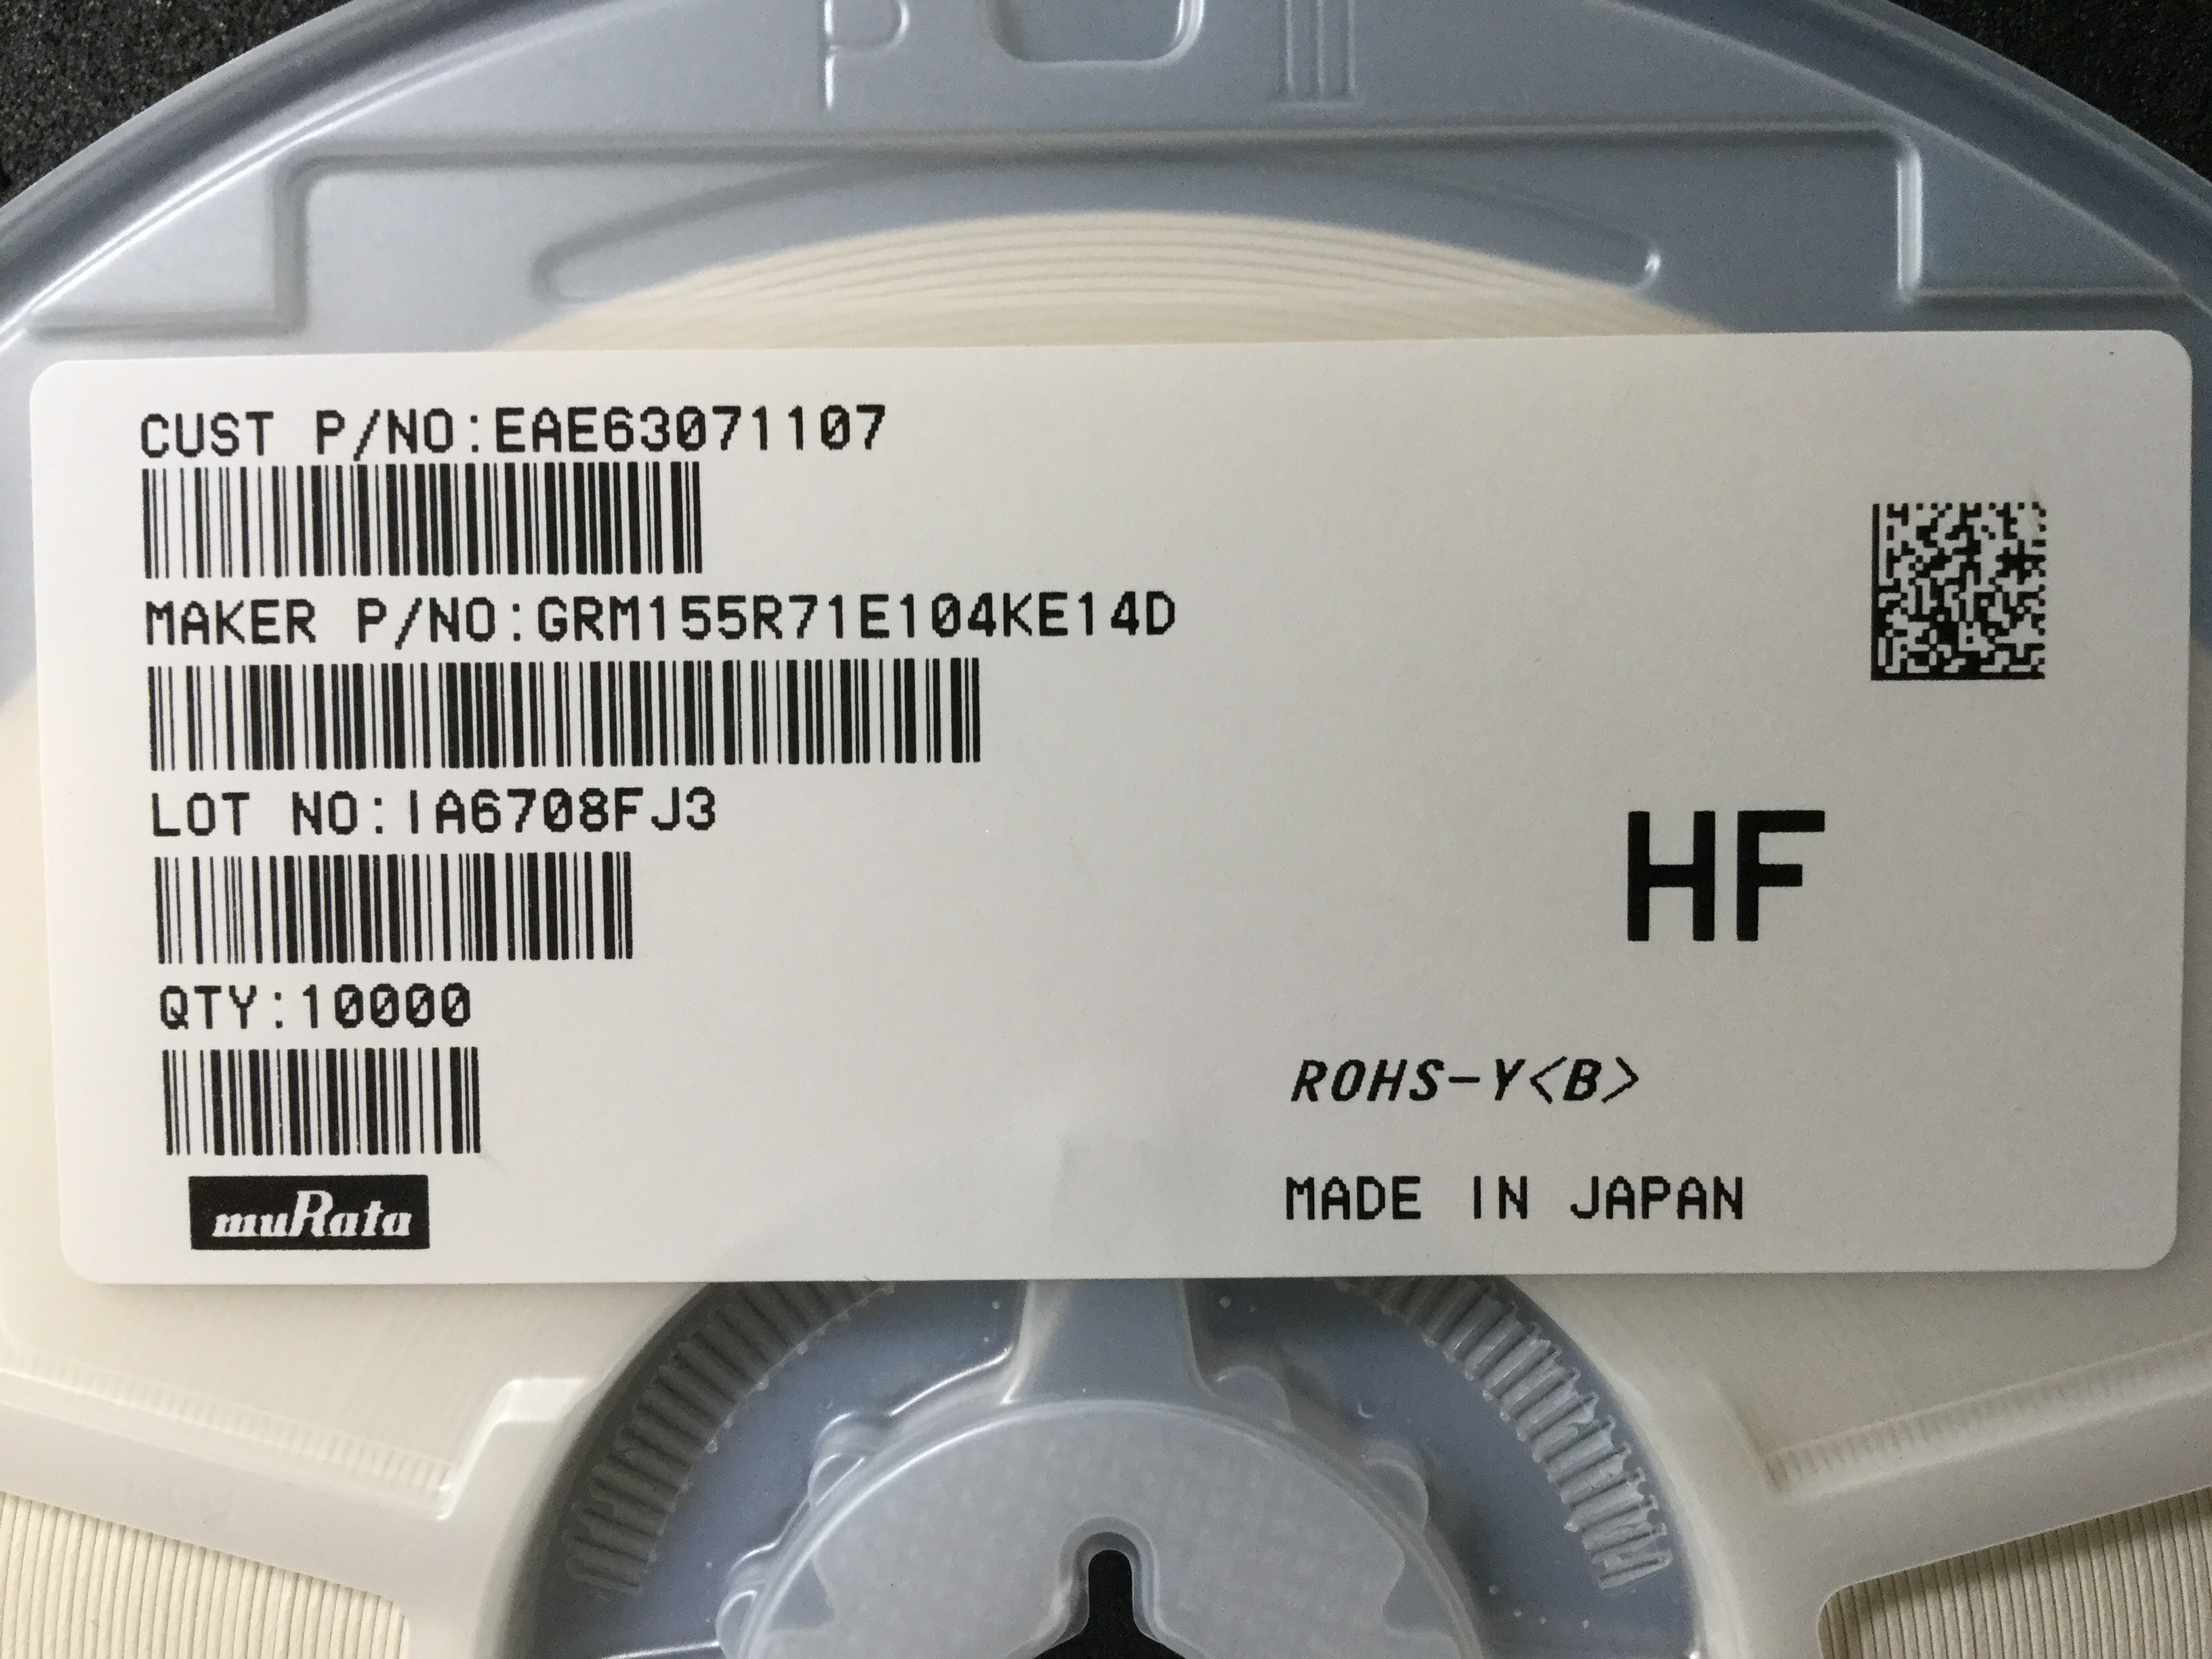 CUST P/NO:EAE63071107
MAKER P/NO:GRM155R71E104KE14D
LOT NO:IA6708FJ3
HF
QTY:10000
ROHS-Y<B>
muRata
MADE IN JAPAN